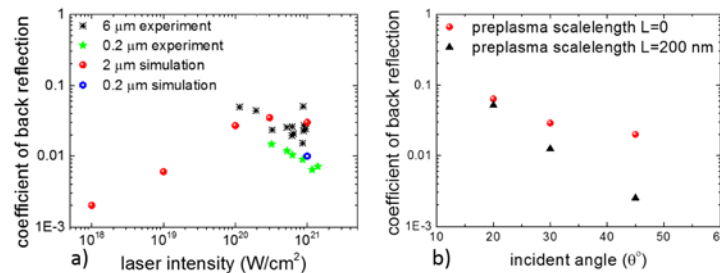 6 μm experiment
0.2 μm experiment
2 μm simulation
0.2 μm simulation
coefficient of back reflection
1
0.1
0.01
1E-3
10^18
10^19
10^20
10^21
a)
laser intensity (W/cm²)
preplasma scalelength L=0
preplasma scalelength L=200 nm
coefficient of back reflection
1
0.1
0.01
1E-3
10
20
30
40
50
60
b)
incident angle (θ°)